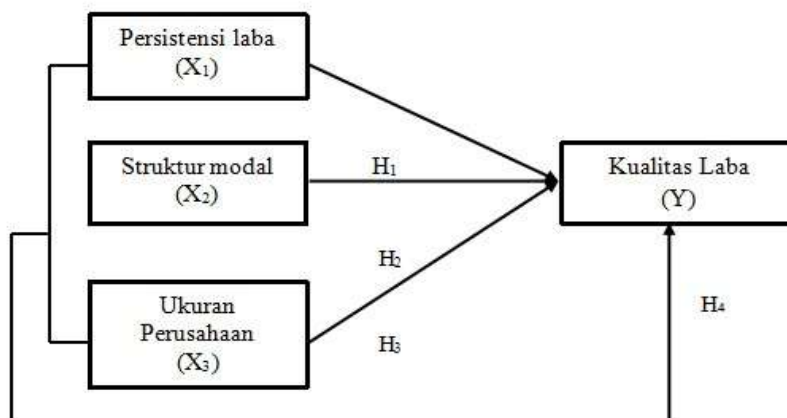 Persistensi laba
(X₁)
Struktur modal
(X₂)
H₁
Kualitas Laba
(Y)
H₂
Ukuran
Perusahaan
(X₃)
H₃
H₄